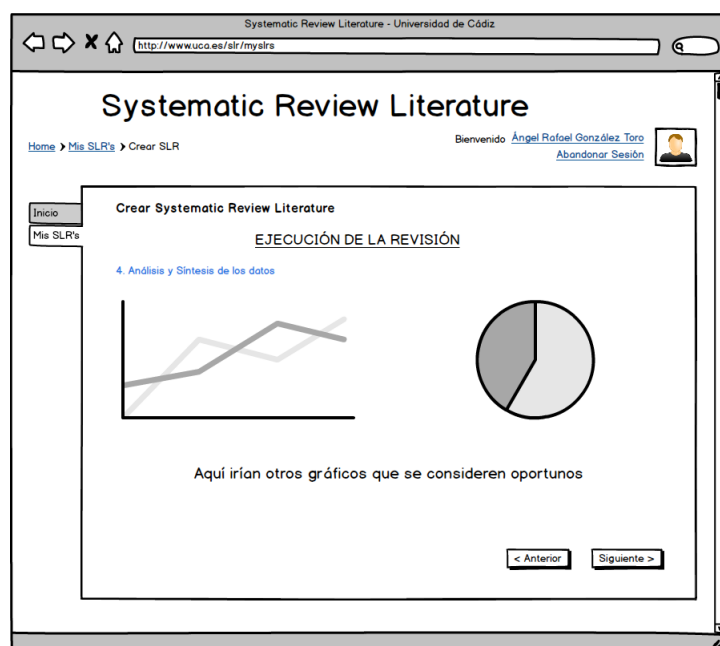 Systematic Review Literature - Universidad de Cádiz
http://www.uca.es/slr/myslrs
Systematic Review Literature
Home > Mis SLR's > Crear SLR
Bienvenido Ángel Rafael González Toro
Abandonar Sesión
Inicio
Mis SLR's
Crear Systematic Review Literature
EJECUCIÓN DE LA REVISIÓN
4. Análisis y Síntesis de los datos
Aquí irían otros gráficos que se consideren oportunos
< Anterior
Siguiente >